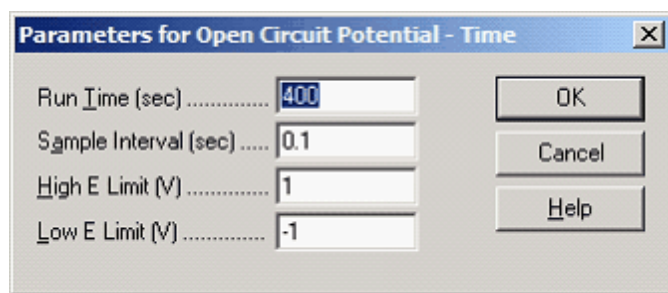 Parameters for Open Circuit Potential - Time
Run Time (sec) .............. 400
Sample Interval (sec) ..... 0.1
High E Limit (V) .............. 1
Low E Limit (V) .............. -1
OK
Cancel
Help